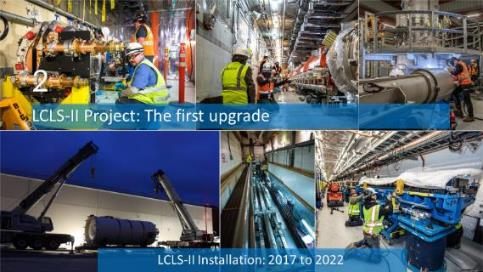 2
LCLS-II Project: The first upgrade
LCLS-II Installation: 2017 to 2022